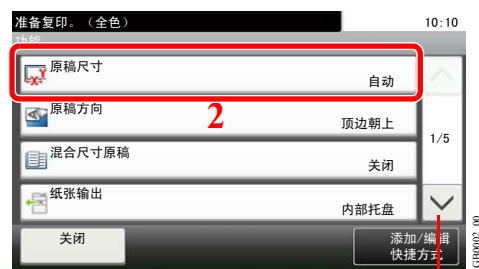 准备复印。（全色）
10:10
功能
原稿尺寸
自动
原稿方向
2
顶边朝上
1/5
混合尺寸原稿
关闭
纸张输出
内部托盘
关闭
添加/编辑
快捷方式
GB0002_00